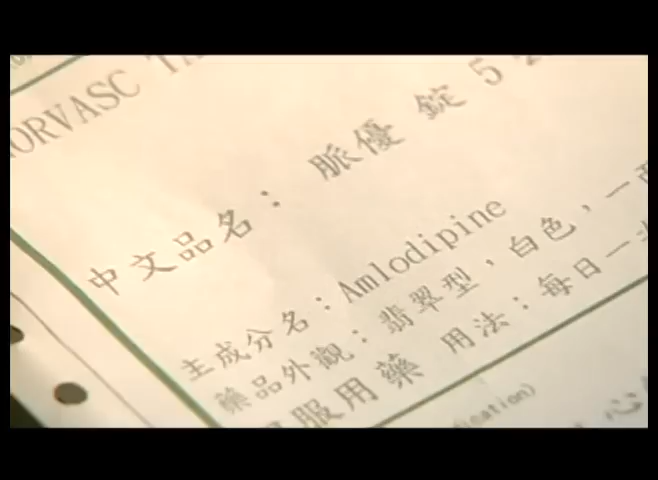 NORVASC
中文品名： 脈優 錠 5
主成分名：Amlodipine
藥品外觀：翡翠型，白色，一
服用藥 用法：每日一